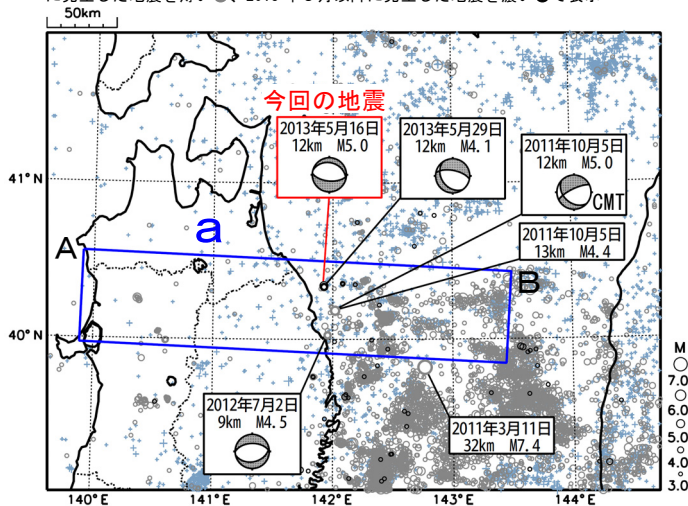 50km
今回の地震
2013年5月16日
12km M5.0
2013年5月29日
12km M4.1
2011年10月5日
12km M5.0
CMT
2011年10月5日
13km M4.4
41°N
a
A
B
40°N
2012年7月2日
9km M4.5
2011年3月11日
32km M7.4
M
7.0
6.0
5.0
4.0
3.0
140°E
141°E
142°E
143°E
144°E